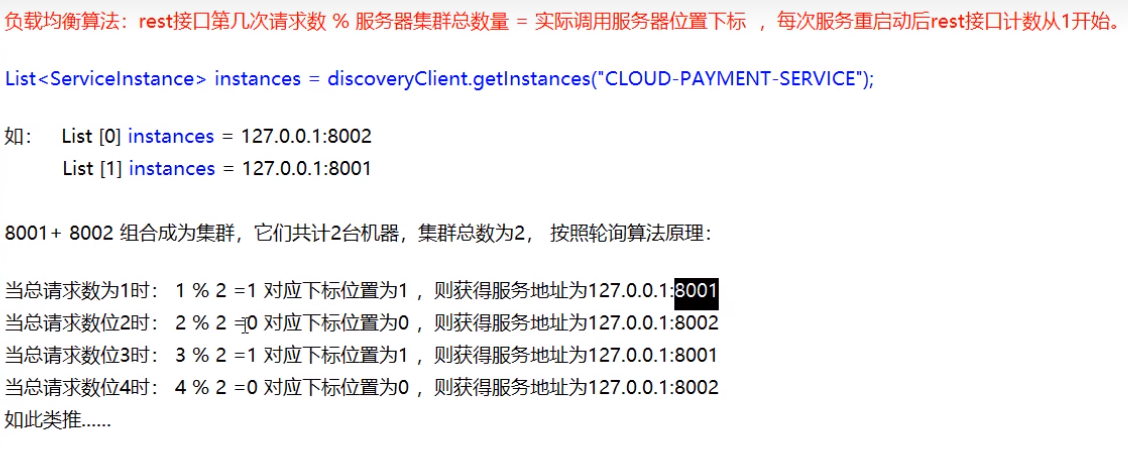 负载均衡算法：rest接口第几次请求数 % 服务器集群总数量 = 实际调用服务器位置下标 ，每次服务重启动后rest接口计数从1开始。
List<ServiceInstance> instances = discoveryClient.getInstances("CLOUD-PAYMENT-SERVICE");
如： List [0] instances = 127.0.0.1:8002
List [1] instances = 127.0.0.1:8001
8001+ 8002 组合成为集群，它们共计2台机器，集群总数为2， 按照轮询算法原理：
当总请求数为1时： 1 % 2 =1 对应下标位置为1 ，则获得服务地址为127.0.0.1:8001
当总请求数位2时： 2 % 2 =0 对应下标位置为0 ，则获得服务地址为127.0.0.1:8002
当总请求数位3时： 3 % 2 =1 对应下标位置为1 ，则获得服务地址为127.0.0.1:8001
当总请求数位4时： 4 % 2 =0 对应下标位置为0 ，则获得服务地址为127.0.0.1:8002
如此类推......